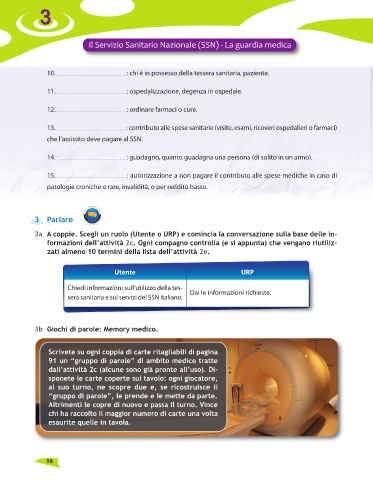 3
Il Servizio Sanitario Nazionale (SSN) - La guardia medica
10. ................................: chi è in possesso della tessera sanitaria, paziente.
11. ................................: ospedalizzazione, degenza in ospedale.
12. ................................: ordinare farmaci o cure.
13. ................................: contributo alle spese sanitarie (visite, esami, ricoveri ospedalieri o farmaci)
che l'assistito deve pagare al SSN.
14. ................................: guadagno, quanto guadagna una persona (di solito in un anno).
15. ................................: autorizzazione a non pagare il contributo alle spese mediche in caso di
patologie croniche o rare, invalidità, o per reddito basso.
3 Parlare
3a A coppie. Scegli un ruolo (Utente o URP) e comincia la conversazione sulla base delle in-
formazioni dell'attività 2c. Ogni compagno controlla (e si appunta) che vengano riutiliz-
zati almeno 10 termini della lista dell'attività 2e.
Utente URP
Chiedi informazioni sull'utilizzo della tes-
sera sanitaria e sui servizi del SSN italiano.
Dai le informazioni richieste.
3b Giochi di parole: Memory medico.
Scrivete su ogni coppia di carte ritagliabili di pagina
91 un "gruppo di parole" di ambito medico tratte
dall'attività 2c (alcune sono già pronte all'uso). Di-
sponete le carte coperte sul tavolo: ogni giocatore,
al suo turno, ne scopre due e, se ricostruisce il
"gruppo di parole", le prende e le mette da parte.
Altrimenti le copre di nuovo e passa il turno. Vince
chi ha raccolto il maggior numero di carte una volta
esaurite quelle in tavola.
16